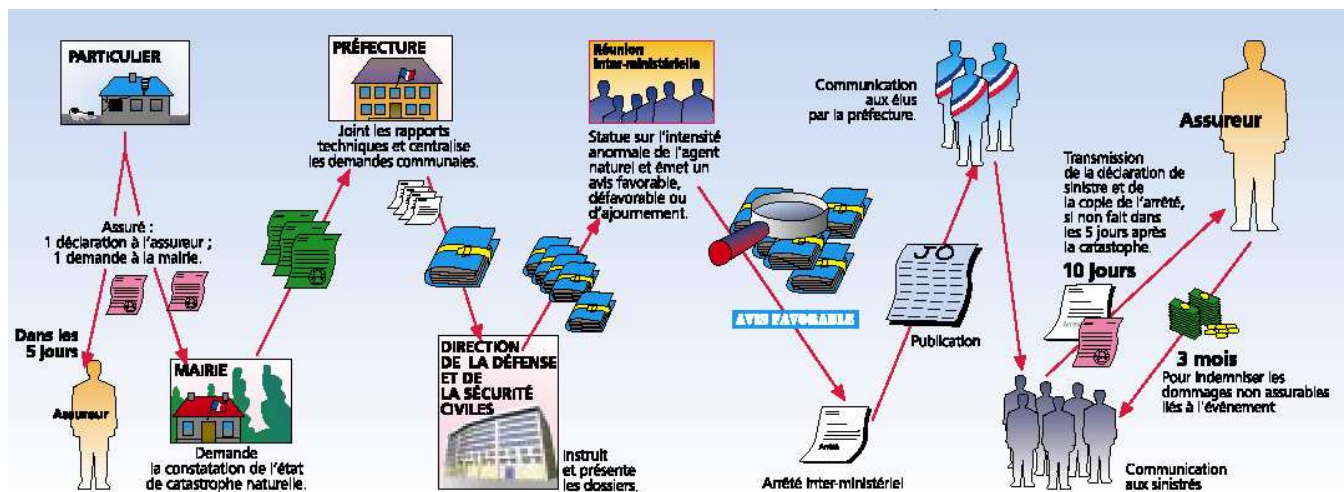 PARTICULIER
Assuré :
1 déclaration à l'assureur ;
1 demande à la mairie.
Dans les
5 jours
Assureur
MAIRIE
Demande
la constatation de l'état
de catastrophe naturelle.
PRÉFECTURE
Joint les rapports
techniques et centralise
les demandes communales.
DIRECTION
DE LA DÉFENSE
ET DE
LA SÉCURITÉ
CIVILES
Instruit
et présente
les dossiers.
Réunion
Inter-ministérielle
Statue sur l'intensité
anormale de l'agent
naturel et émet un
avis favorable,
défavorable ou
d'ajournement.
AVIS FAVORABLE
Arrêté
Arrêté Inter-ministériel
JO
Publication
Communication
aux élus
par la préfecture.
Communication
aux sinistrés
Transmission
de la déclaration de
sinistre et de
la copie de l'arrêté,
si non fait dans
les 5 jours après
la catastrophe.
10 jours
Arrêté
Assureur
3 mois
Pour indemniser les
dommages non assurables
liés à l'évènement